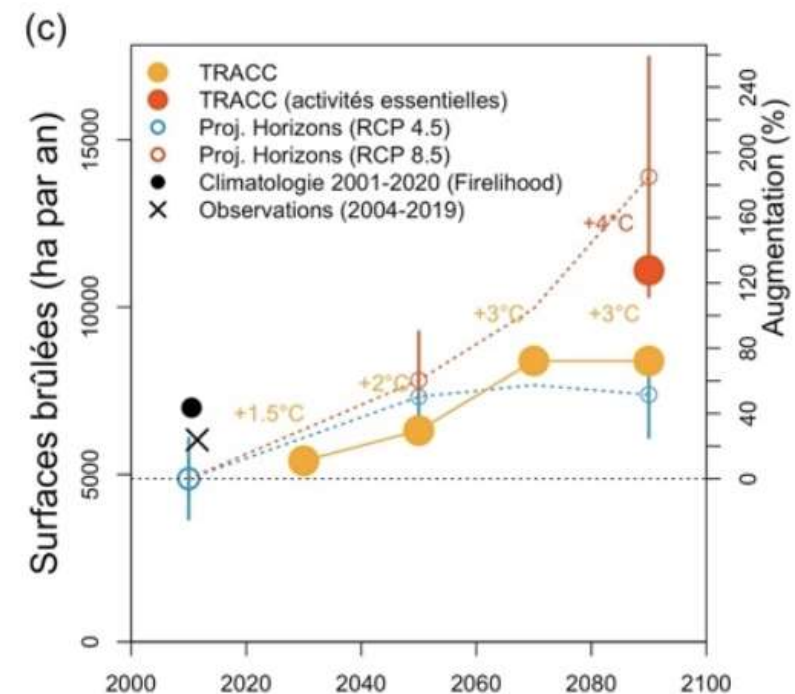 (c)
TRACC
TRACC (activités essentielles)
Proj. Horizons (RCP 4.5)
Proj. Horizons (RCP 8.5)
Climatologie 2001-2020 (Firelihood)
Observations (2004-2019)
Surfaces brûlées (ha par an)
15000
10000
5000
0
+1.5°C
+2°C
+3°C
+4°C
+3°C
240
200
160
120
80
40
0
Augmentation (%)
2000 2020 2040 2060 2080 2100